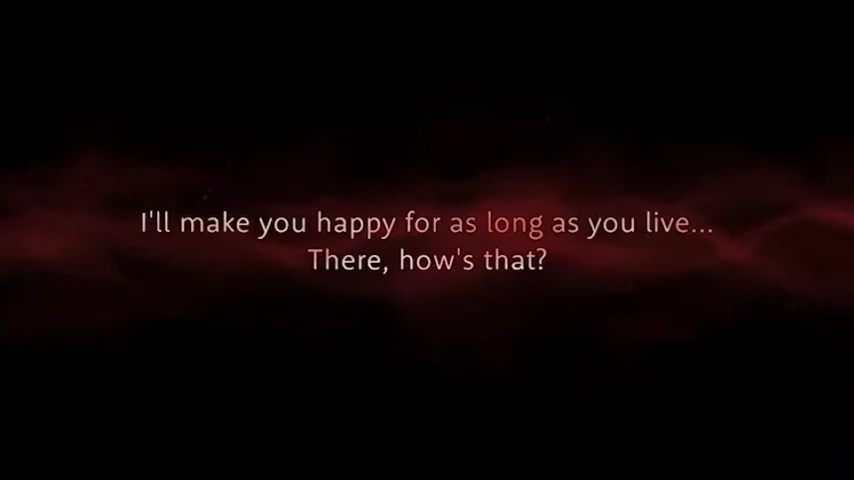 I'll make you happy for as long as you live...
There, how's that?